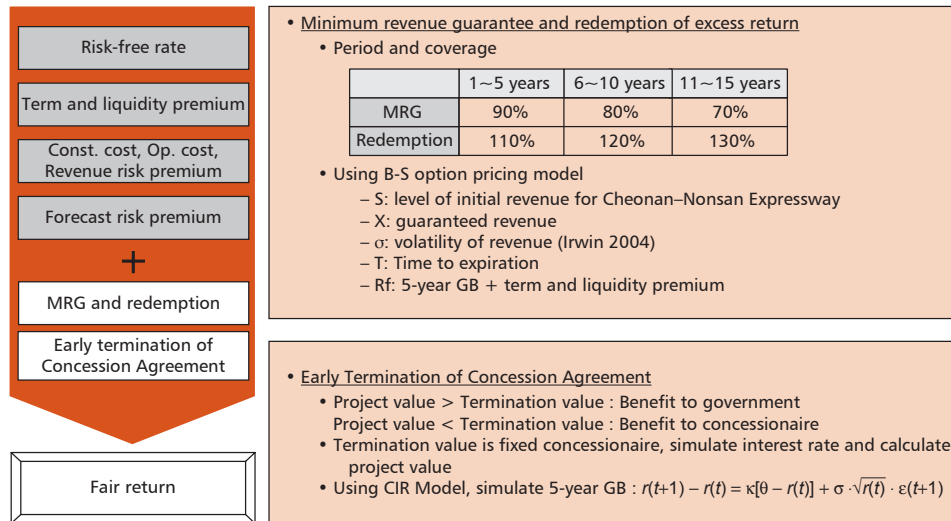 Risk-free rate
Term and liquidity premium
Const. cost, Op. cost,
Revenue risk premium
Forecast risk premium
+
MRG and redemption
Early termination of
Concession Agreement
Fair return
• Minimum revenue guarantee and redemption of excess return
• Period and coverage
1~5 years 6~10 years 11~15 years
MRG 90% 80% 70%
Redemption 110% 120% 130%
• Using B-S option pricing model
– S: level of initial revenue for Cheonan–Nonsan Expressway
– X: guaranteed revenue
– σ: volatility of revenue (Irwin 2004)
– T: Time to expiration
– Rf: 5-year GB + term and liquidity premium
• Early Termination of Concession Agreement
• Project value > Termination value : Benefit to government
Project value < Termination value : Benefit to concessionaire
• Termination value is fixed concessionaire, simulate interest rate and calculate
project value
• Using CIR Model, simulate 5-year GB : r(t+1) – r(t) = κ[θ – r(t)] + σ ·√r(t) · ε(t+1)